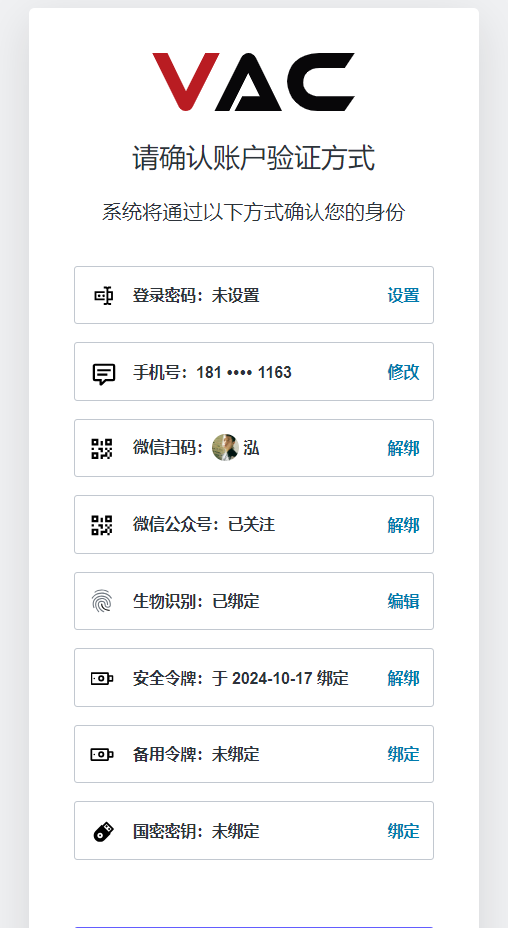 VAC
请确认账户验证方式
系统将通过以下方式确认您的身份
登录密码：未设置 设置
手机号：181 •••• 1163 修改
微信扫码： 泓 解绑
微信公众号：已关注 解绑
生物识别：已绑定 编辑
安全令牌：于 2024-10-17 绑定 解绑
备用令牌：未绑定 绑定
国密密钥：未绑定 绑定